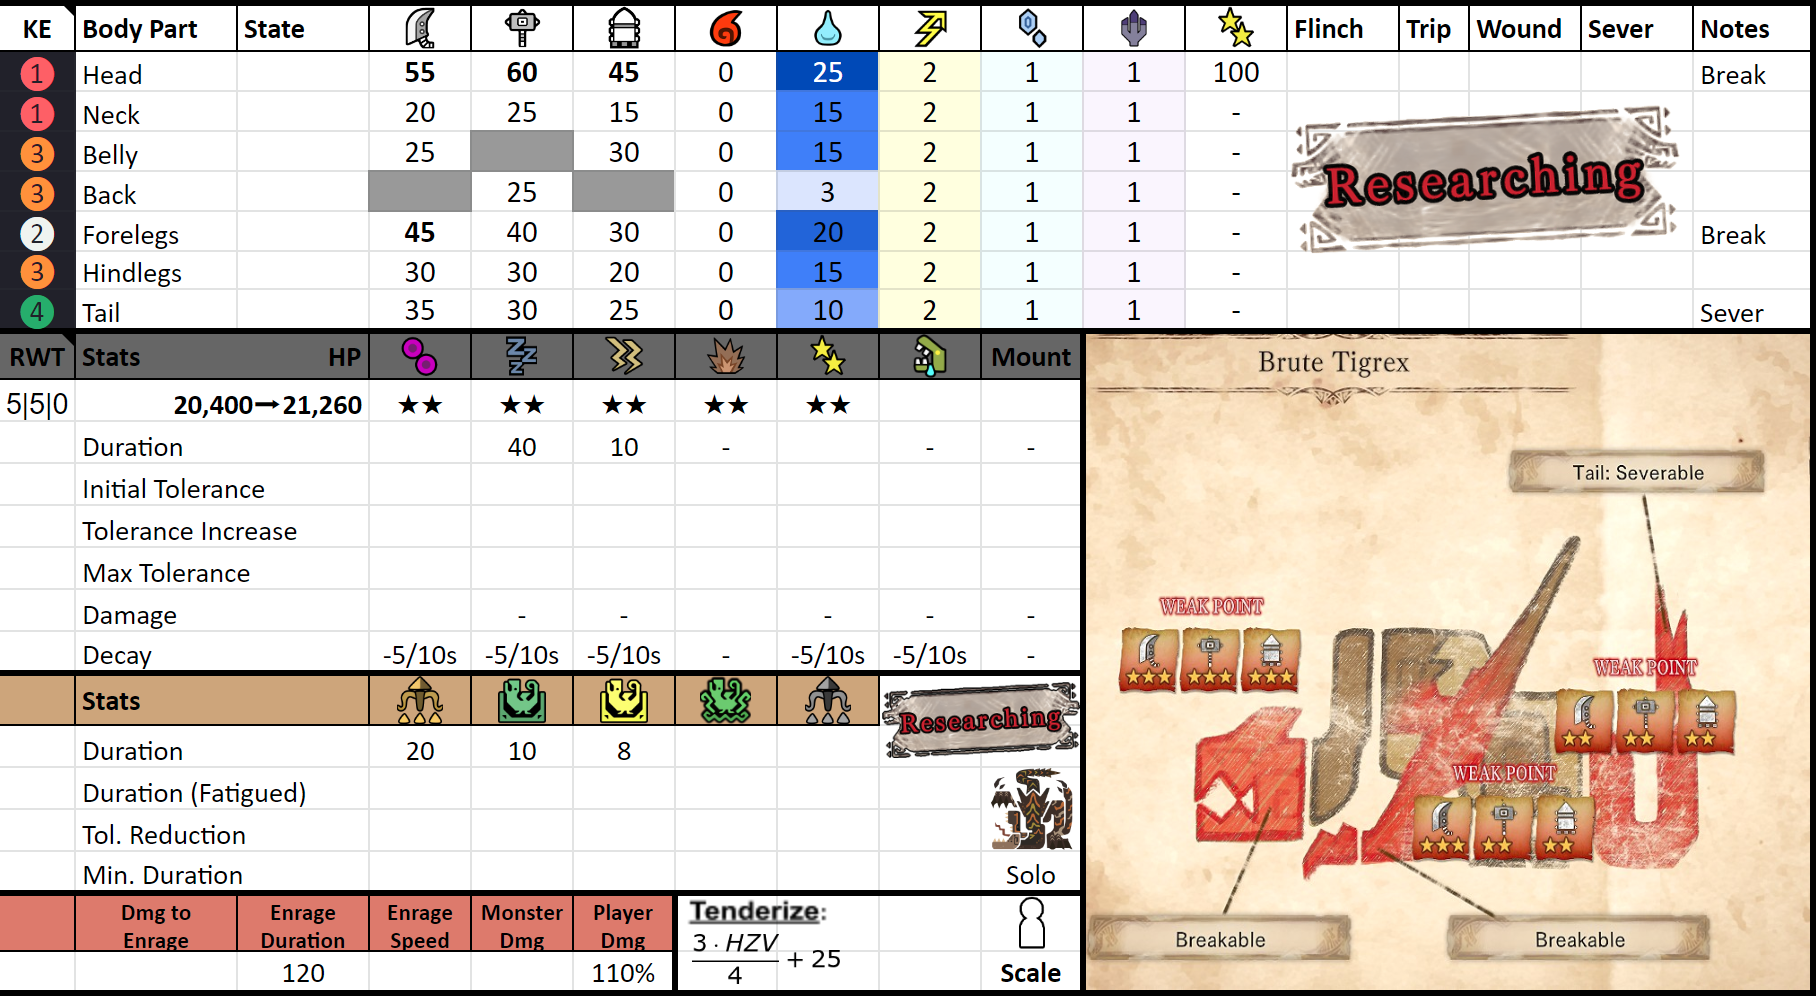 KE Body Part State Flinch Trip Wound Sever Notes
1 Head 55 60 45 0 25 2 1 1 100 Break
1 Neck 20 25 15 0 15 2 1 1 -
3 Belly 25 30 0 15 2 1 1 -
3 Back 25 0 3 2 1 1 -
2 Forelegs 45 40 30 0 20 2 1 1 - Break
3 Hindlegs 30 30 20 0 15 2 1 1 -
4 Tail 35 30 25 0 10 2 1 1 - Sever
Researching
RWT Stats HP Mount
5|5|0 20,400→21,260 ★★ ★★ ★★ ★★ ★★
Duration 40 10 - - -
Initial Tolerance
Tolerance Increase
Max Tolerance
Damage - - - - -
Decay -5/10s -5/10s -5/10s - -5/10s -5/10s -
Stats
Researching
Duration 20 10 8
Duration (Fatigued)
Tol. Reduction
Min. Duration Solo
Dmg to Enrage
Enrage Duration
Enrage Speed
Monster Dmg
Player Dmg
120 110%
Tenderize:
3 · HZV
4
+ 25
Scale
Brute Tigrex
Tail: Severable
WEAK POINT
★★★ ★★★ ★★★
WEAK POINT
★★ ★★ ★★
WEAK POINT
★★★ ★★ ★★
Breakable
Breakable